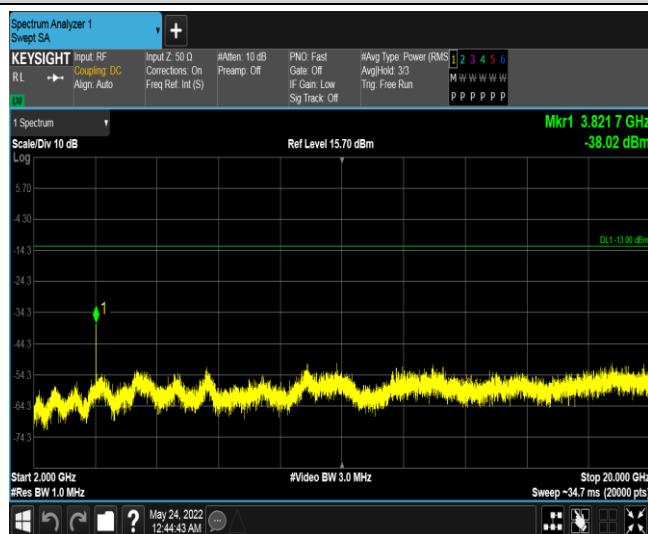 Spectrum Analyzer 1
Swept SA
KEYSIGHT
RL
LXI
Input: RF
Coupling: DC
Align: Auto
Input Z: 50 Ω
Corrections: On
Freq Ref: Int (S)
#Atten: 10 dB
Preamp: Off
PNO: Fast
Gate: Off
IF Gain: Low
Sig Track: Off
#Avg Type: Power (RMS
Avg|Hold: 3/3
Trig: Free Run
1 2 3 4 5 6
M W W W W W
P P P P P P
1 Spectrum
Mkr1 3.821 7 GHz
Scale/Div 10 dB
Ref Level 15.70 dBm
-38.02 dBm
Log
5.70
-4.30
DL1 -13.00 dBm
-14.3
-24.3
-34.3
1
-44.3
-54.3
-64.3
-74.3
Start 2.000 GHz
#Video BW 3.0 MHz
Stop 20.000 GHz
#Res BW 1.0 MHz
Sweep ~34.7 ms (20000 pts)
?
May 24, 2022
12:44:43 AM